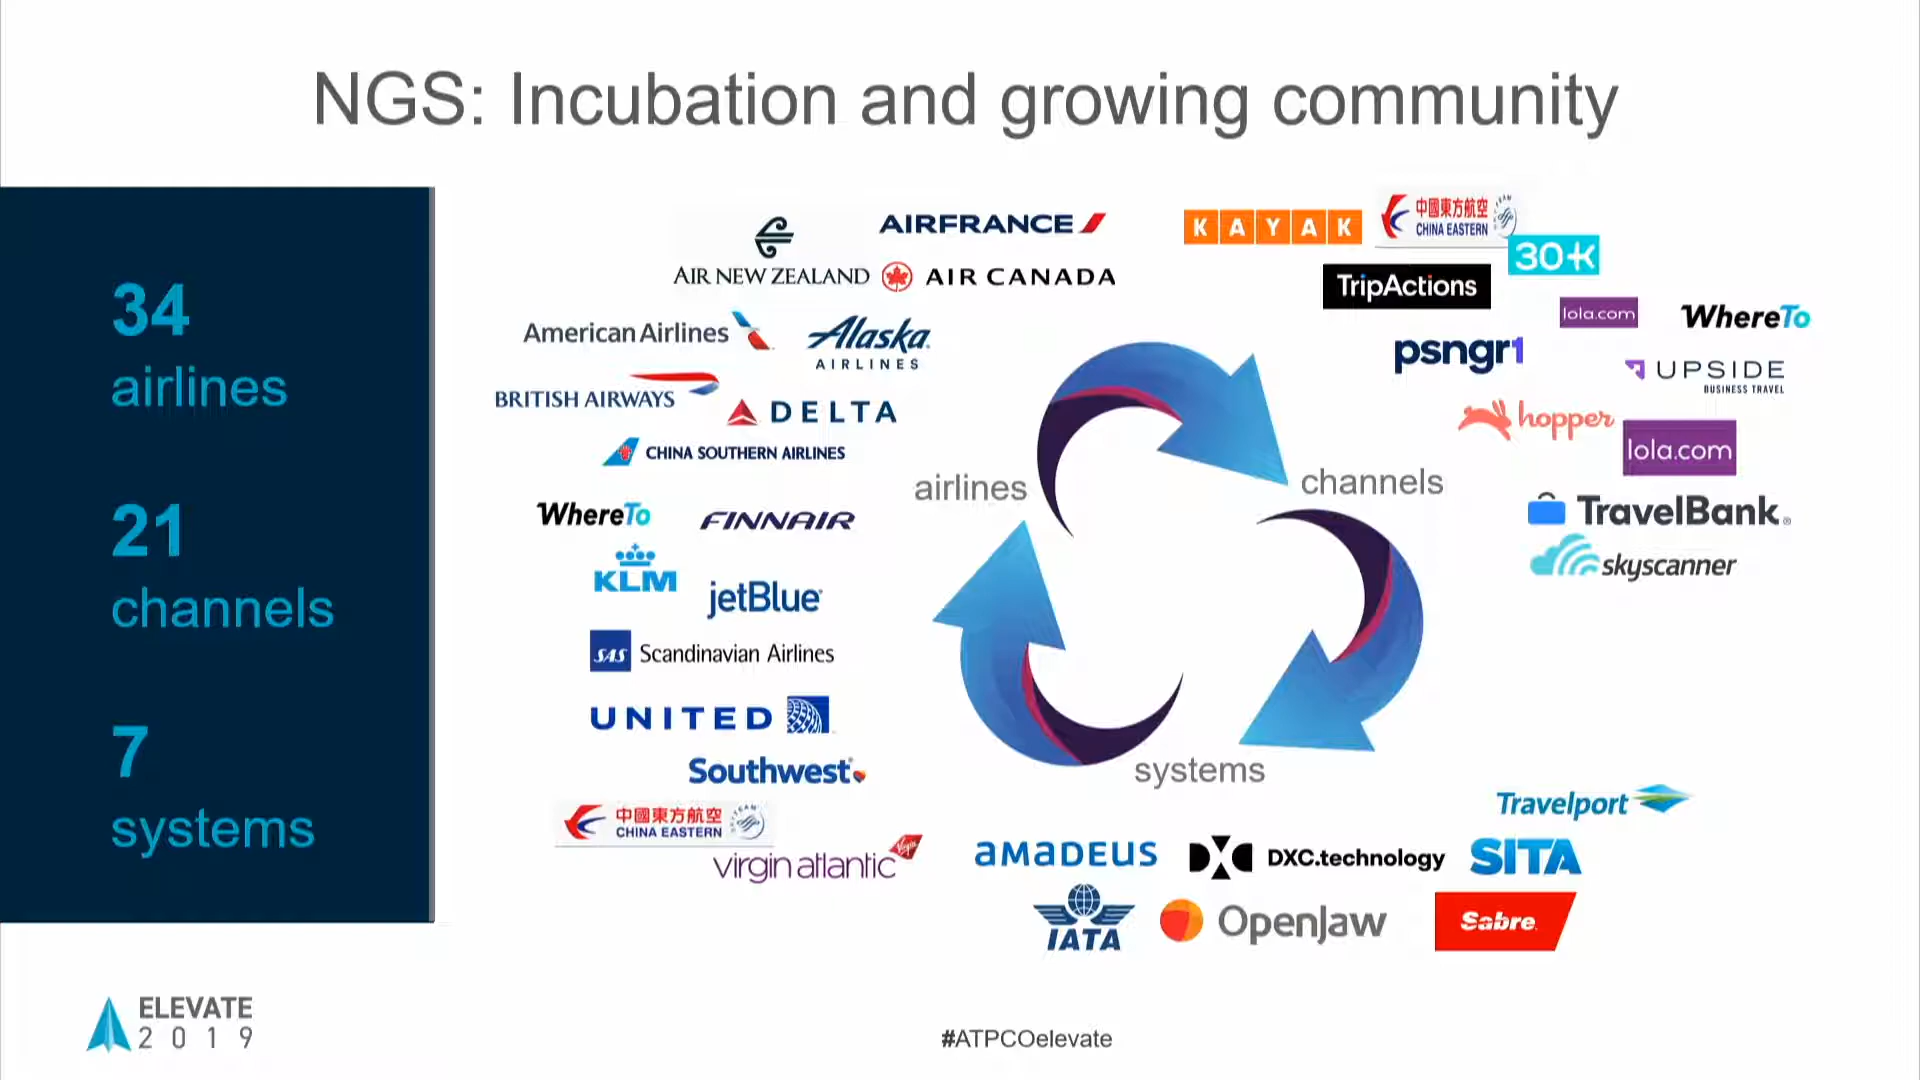 NGS: Incubation and growing community
34
airlines
21
channels
7
systems
AIR NEW ZEALAND
AIRFRANCE
AIR CANADA
American Airlines
Alaska
AIRLINES
BRITISH AIRWAYS
DELTA
CHINA SOUTHERN AIRLINES
WhereTo
FINNAIR
KLM
jetBlue
SAS Scandinavian Airlines
UNITED
Southwest
中國東方航空
CHINA EASTERN
virgin atlantic
Virgin
airlines
channels
systems
KAYAK
中國東方航空
CHINA EASTERN
30K
TripActions
lola.com
WhereTo
psngr1
UPSIDE
BUSINESS TRAVEL
hopper
lola.com
TravelBank
skyscanner
Travelport
amadeus
DXC.technology
SITA
IATA
OpenJaw
Sabre
ELEVATE
2019
#ATPCOelevate